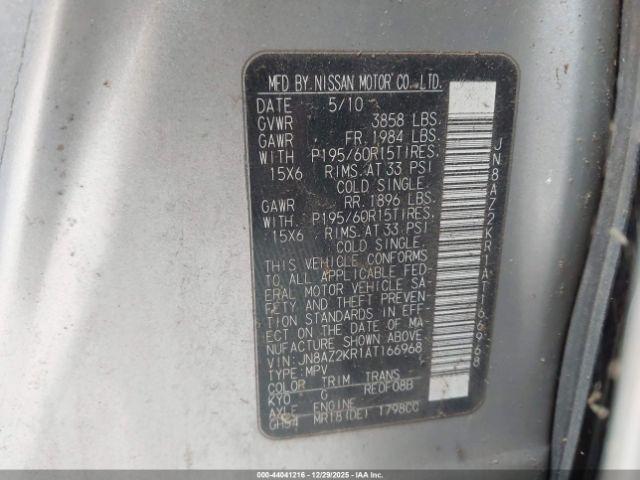 MFD BY NISSAN MOTOR CO., LTD.
DATE 5/10
GVWR 3858 LBS.
GAWR FR. 1984 LBS.
WITH P195/60R15TIRES.
15X6 RIMS. AT 33 PSI
COLD SINGLE.
GAWR RR. 1896 LBS.
WITH. P195/60R15TIRES.
15X6 RIMS. AT 33 PSI
COLD SINGLE.
THIS VEHICLE CONFORMS
TO ALL APPLICABLE FED-
ERAL MOTOR VEHICLE SA-
FETY AND THEFT PREVEN-
TION STANDARDS IN EFF-
ECT ON THE DATE OF MA-
NUFACTURE SHOWN ABOVE.
VIN: JN8AZ2KR1AT166968
TYPE: MPV
COLOR TRIM TRANS
KYO G RE0F08B
AXLE ENGINE
GH54 MR18(DE) 1798CC
JN8AZ2KR1AT166968
000-44041216 - 12/29/2025 - IAAI.com